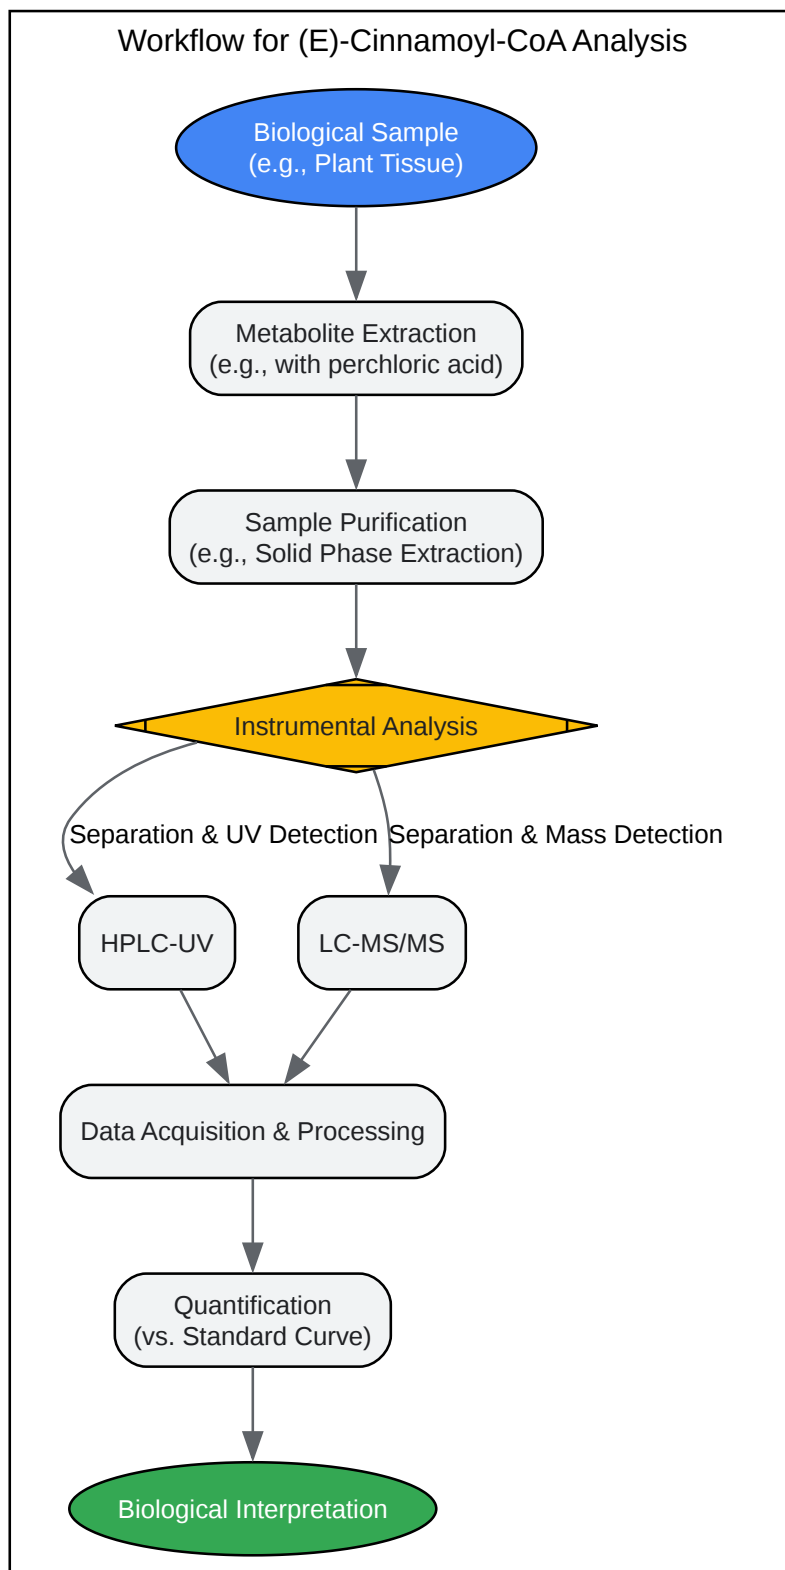 Workflow for (E)-Cinnamoyl-CoA Analysis
Biological Sample
(e.g., Plant Tissue)
Metabolite Extraction
(e.g., with perchloric acid)
Sample Purification
(e.g., Solid Phase Extraction)
Instrumental Analysis
Separation & UV Detection
Separation & Mass Detection
HPLC-UV
LC-MS/MS
Data Acquisition & Processing
Quantification
(vs. Standard Curve)
Biological Interpretation